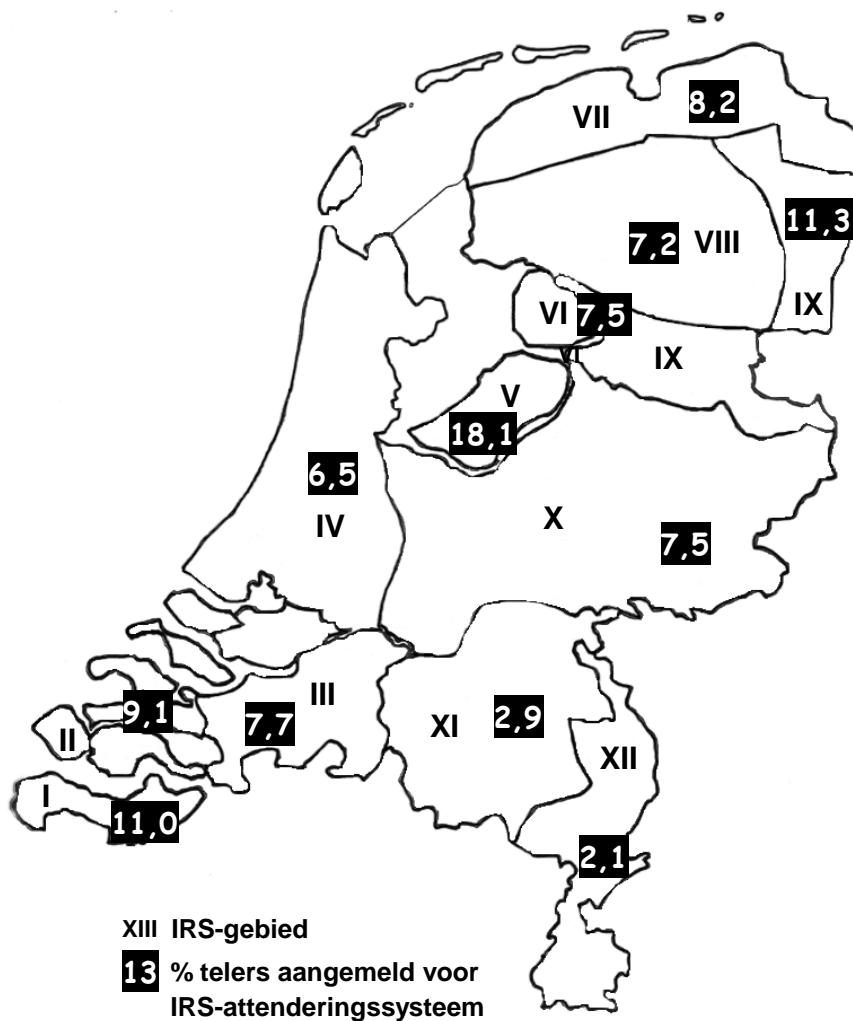 8,2
VII
11,3
7,2 VIII
VI 7,5
IX
VI
IX
V
18,1
6,5
IV
X
7,5
III
9,1
7,7
II
XI
2,9
XII
I
11,0
2,1
XIII IRS-gebied
13 % telers aangemeld voor
IRS-attenderingssysteem